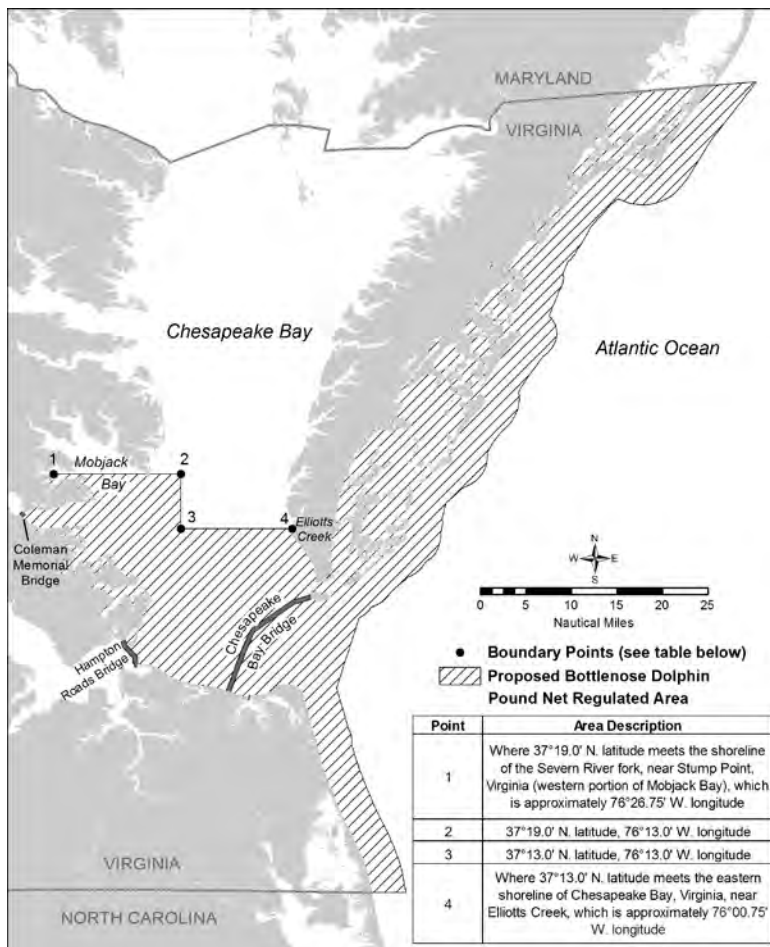 MARYLAND
VIRGINIA
Chesapeake Bay
Atlantic Ocean
1
Mobjack
Bay
2
3
4
Elliotts
Creek
Coleman
Memorial
Bridge
Chesapeake
Bay Bridge
Hampton
Roads Bridge
N
W E
S
0 5 10 15 20 25
Nautical Miles
Boundary Points (see table below)
Proposed Bottlenose Dolphin
Pound Net Regulated Area
Point Area Description
1
Where 37°19.0' N. latitude meets the shoreline
of the Severn River fork, near Stump Point,
Virginia (western portion of Mobjack Bay), which
is approximately 76°26.75' W. longitude
2 37°19.0' N. latitude, 76°13.0' W. longitude
3 37°13.0' N. latitude, 76°13.0' W. longitude
4
Where 37°13.0' N. latitude meets the eastern
shoreline of Chesapeake Bay, Virginia, near
Elliotts Creek, which is approximately 76°00.75'
W. longitude
VIRGINIA
NORTH CAROLINA